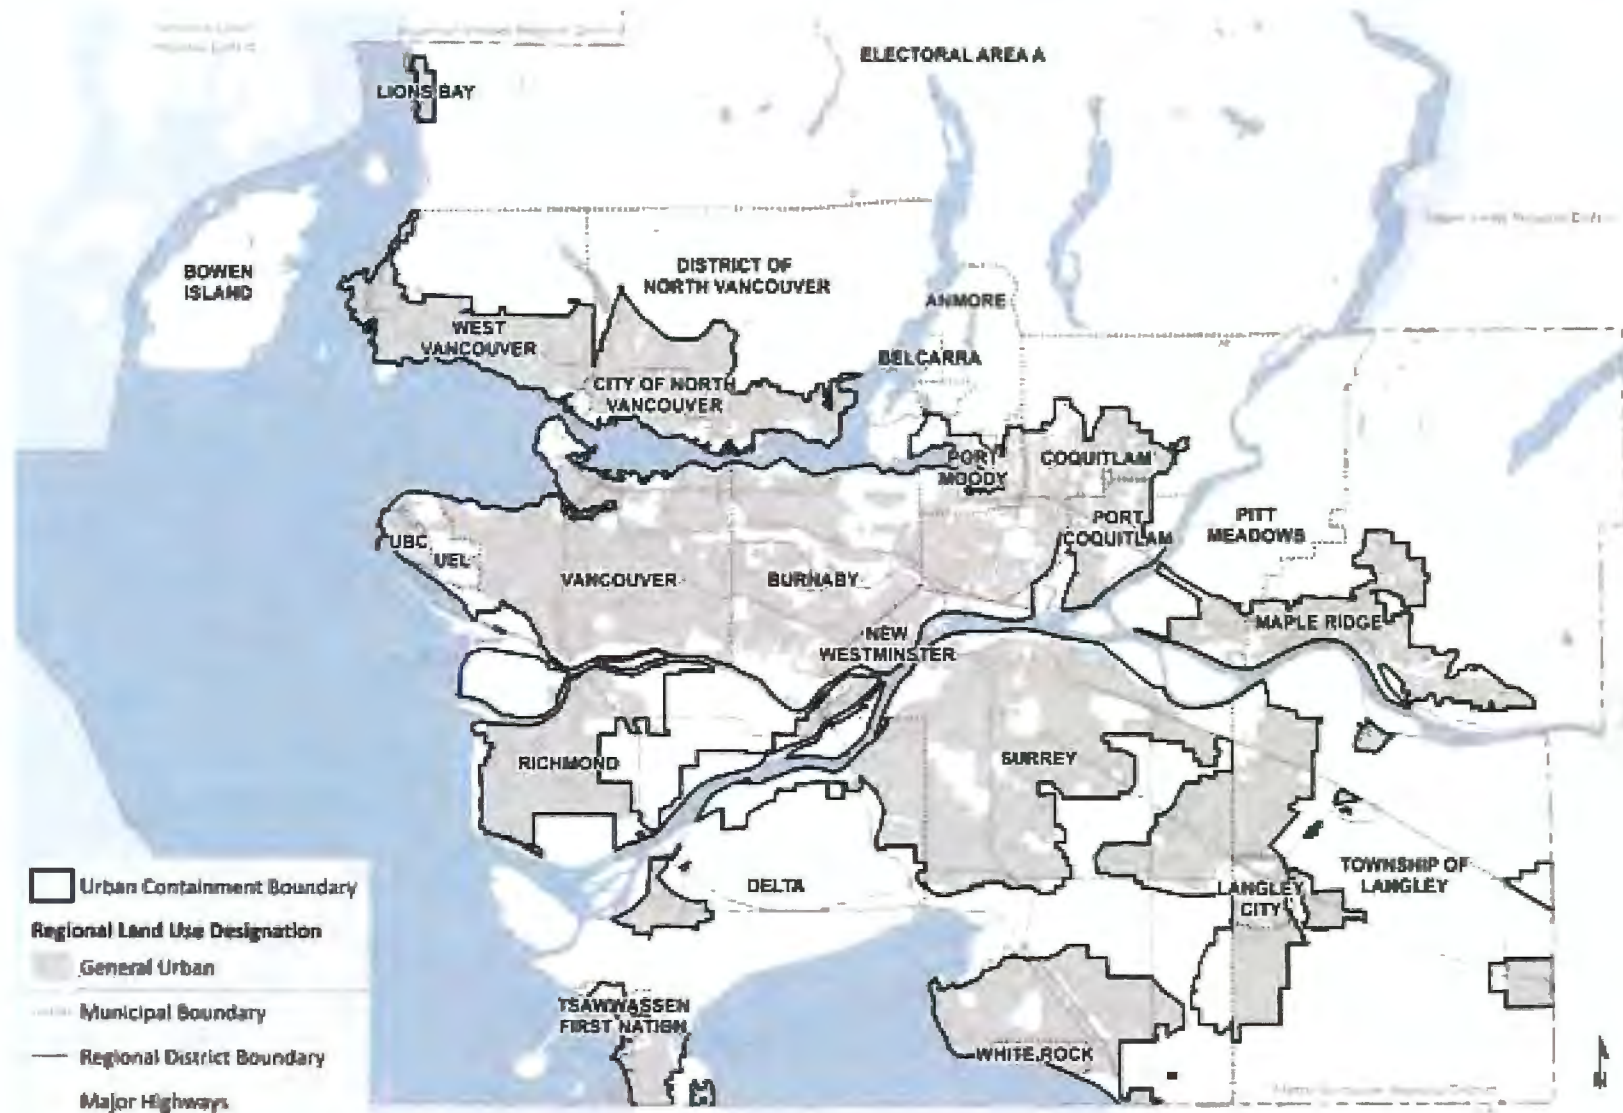 ELECTORAL AREA A
LIONS BAY
BOWEN
ISLAND
DISTRICT OF
NORTH VANCOUVER
ANMORE
WEST
VANCOUVER
BELCARRA
CITY OF NORTH
VANCOUVER
PORT
MOODY
COQUITLAM
PORT
COQUITLAM
PITT
MEADOWS
UBC
UEL
VANCOUVER
BURNABY
MAPLE RIDGE
NEW
WESTMINSTER
RICHMOND
SURREY
DELTA
LANGLEY
CITY
TOWNSHIP OF
LANGLEY
TSAWWASSEN
FIRST NATION
WHITE ROCK
Urban Containment Boundary
Regional Land Use Designation
General Urban
Municipal Boundary
Regional District Boundary
Major Highways
N